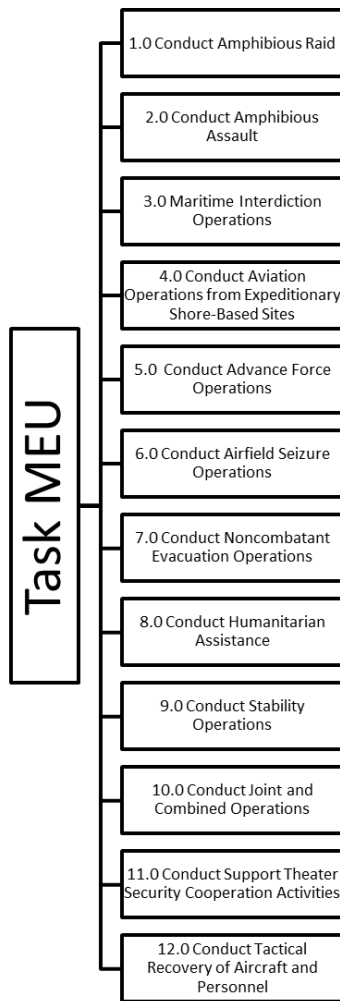 Task MEU
1.0 Conduct Amphibious Raid
2.0 Conduct Amphibious
Assault
3.0 Maritime Interdiction
Operations
4.0 Conduct Aviation
Operations from Expeditionary
Shore-Based Sites
5.0 Conduct Advance Force
Operations
6.0 Conduct Airfield Seizure
Operations
7.0 Conduct Noncombatant
Evacuation Operations
8.0 Conduct Humanitarian
Assistance
9.0 Conduct Stability
Operations
10.0 Conduct Joint and
Combined Operations
11.0 Conduct Support Theater
Security Cooperation Activities
12.0 Conduct Tactical
Recovery of Aircraft and
Personnel